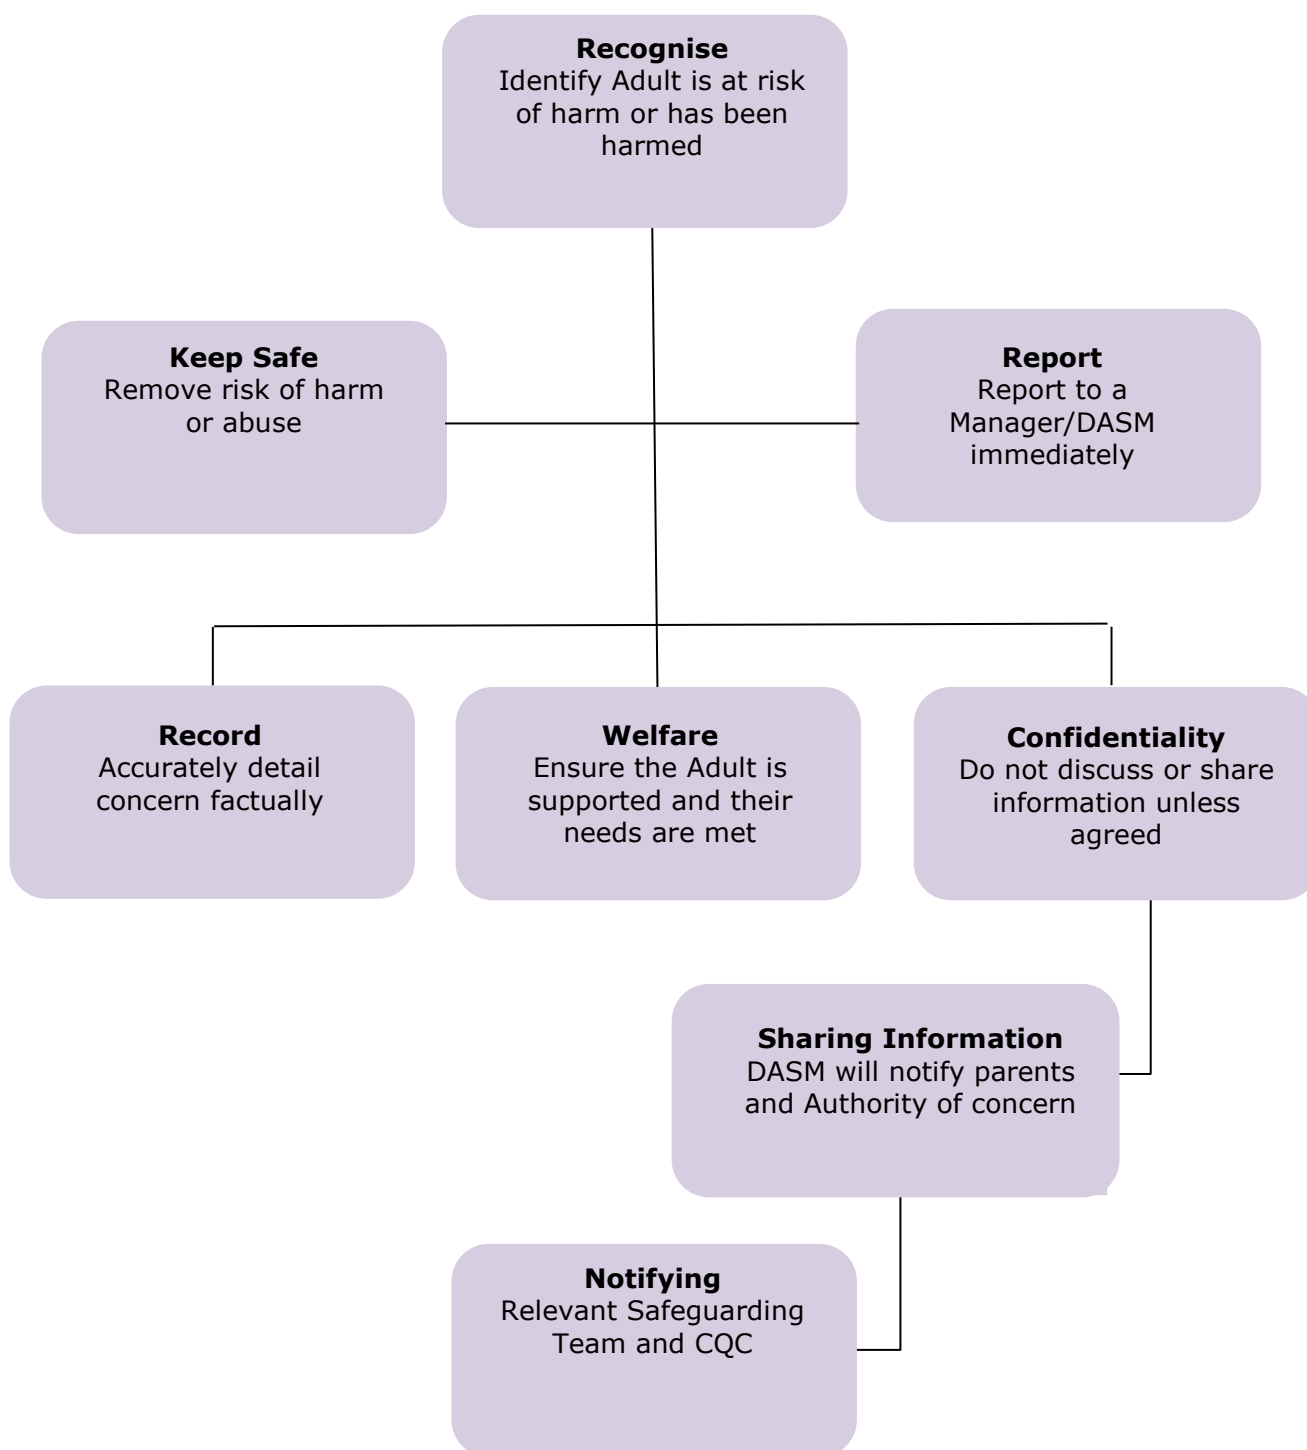 Recognise
Identify Adult is at risk
of harm or has been
harmed
Keep Safe
Remove risk of harm
or abuse
Report
Report to a
Manager/DASM
immediately
Record
Accurately detail
concern factually
Welfare
Ensure the Adult is
supported and their
needs are met
Confidentiality
Do not discuss or share
information unless
agreed
Sharing Information
DASM will notify parents
and Authority of concern
Notifying
Relevant Safeguarding
Team and CQC